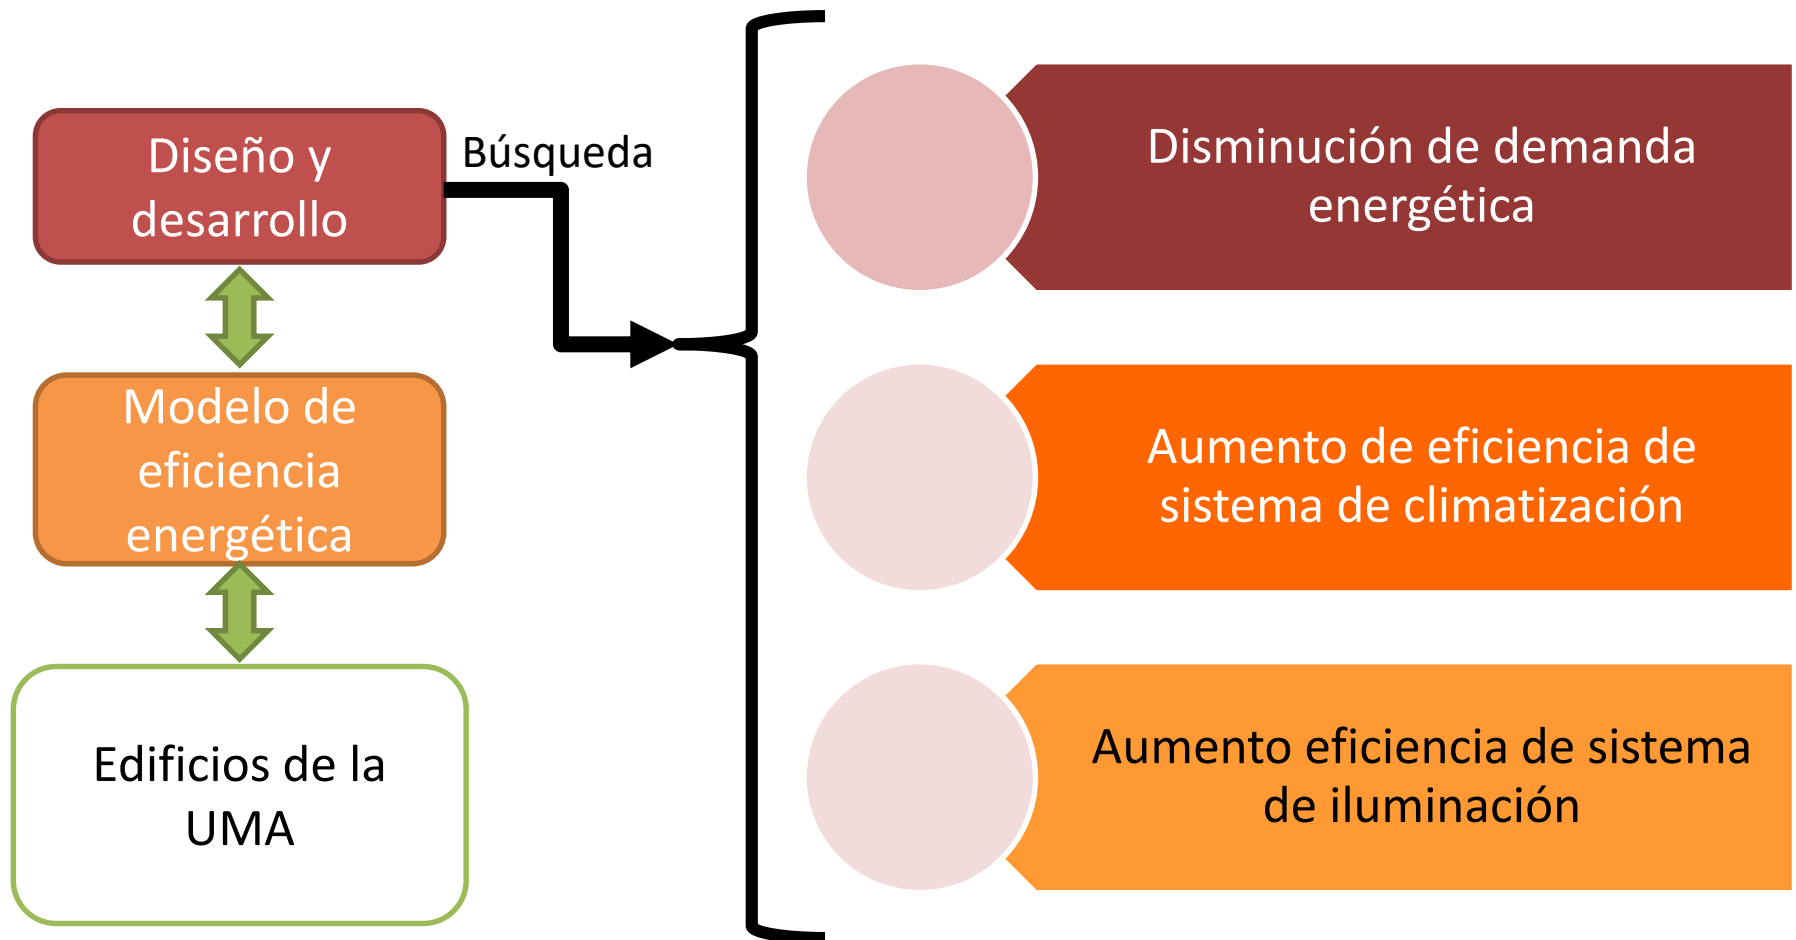 Diseño y
desarrollo
Búsqueda
Modelo de
eficiencia
energética
Edificios de la
UMA
Disminución de demanda
energética
Aumento de eficiencia de
sistema de climatización
Aumento eficiencia de sistema
de iluminación